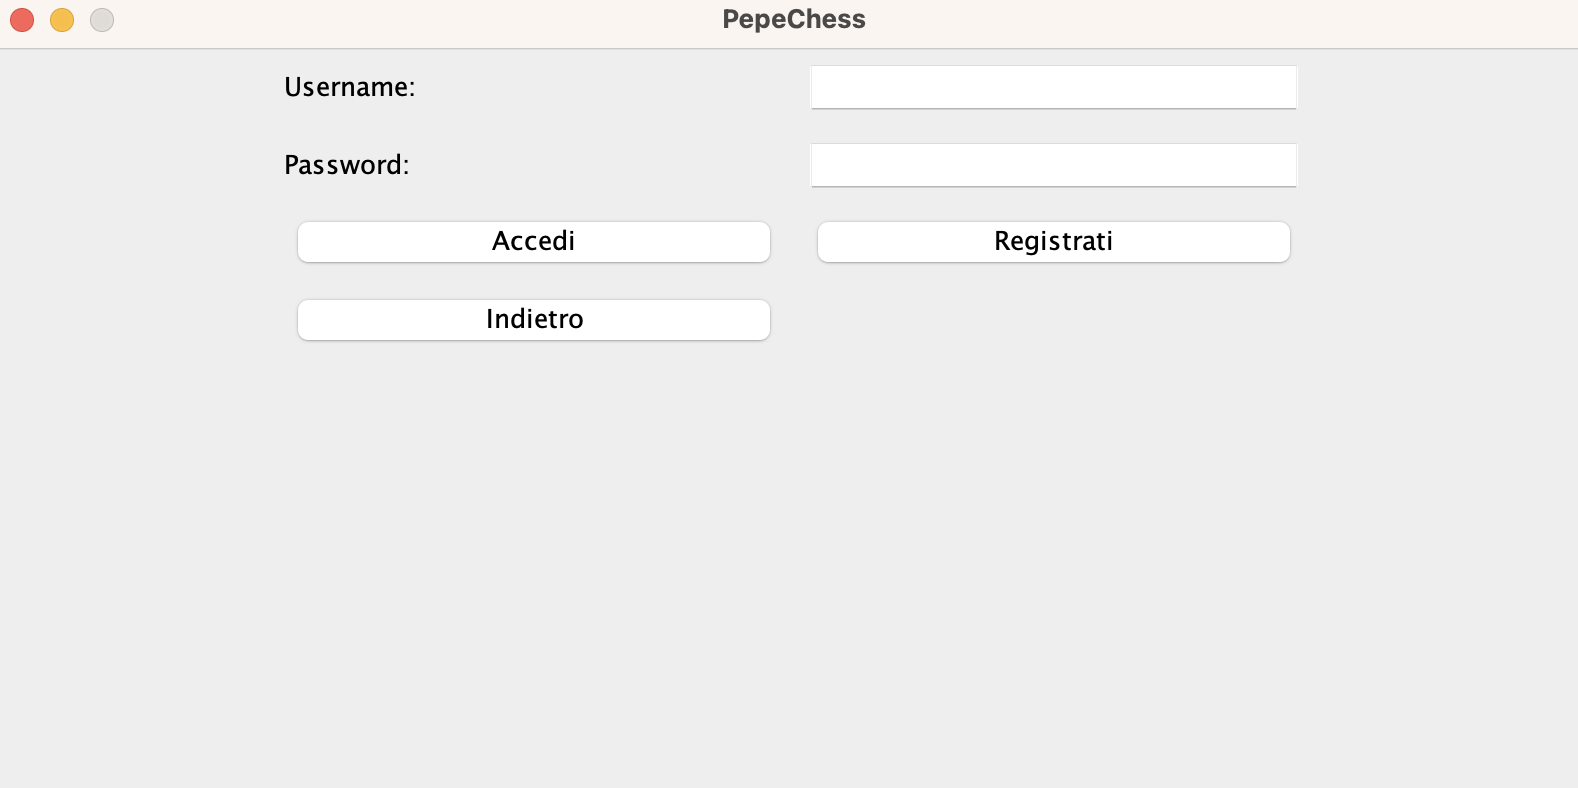 PepeChess
Username:
Password:
Accedi
Registrati
Indietro